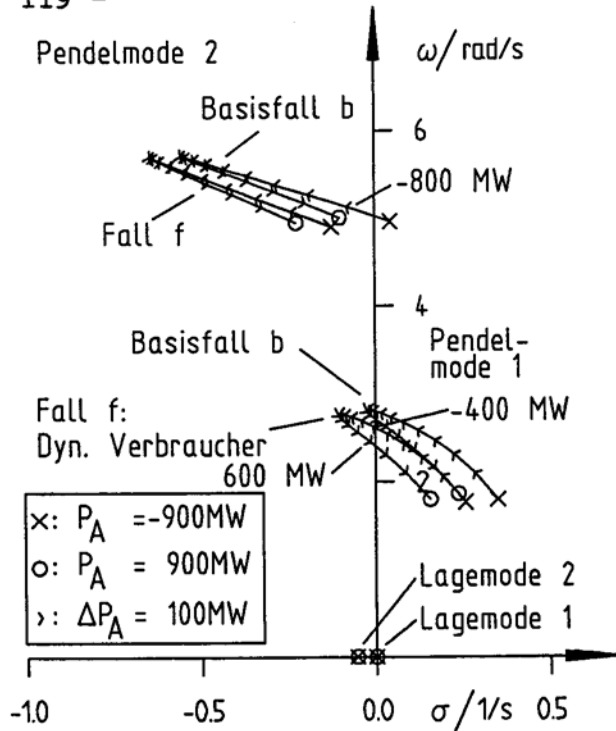 119 -
Pendelmode 2
ω/rad/s
Basisfall b
6
-800 MW
Fall f
4
Basisfall b
Pendel-
mode 1
Fall f:
Dyn. Verbraucher
-400 MW
600 MW
2
×: P_A = -900MW
o: P_A = 900MW
›: ΔP_A = 100MW
Lagemode 2
Lagemode 1
-1.0 -0.5 0.0 σ/1/s 0.5